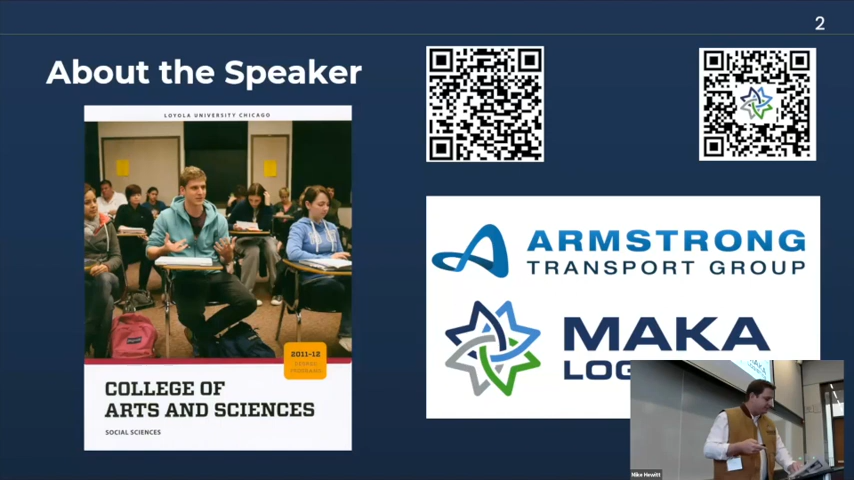 2
About the Speaker
LOYOLA UNIVERSITY CHICAGO
2011-12
COLLEGE OF
ARTS AND SCIENCES
SOCIAL SCIENCES
ARMSTRONG
TRANSPORT GROUP
MAKA
Mike Hewitt